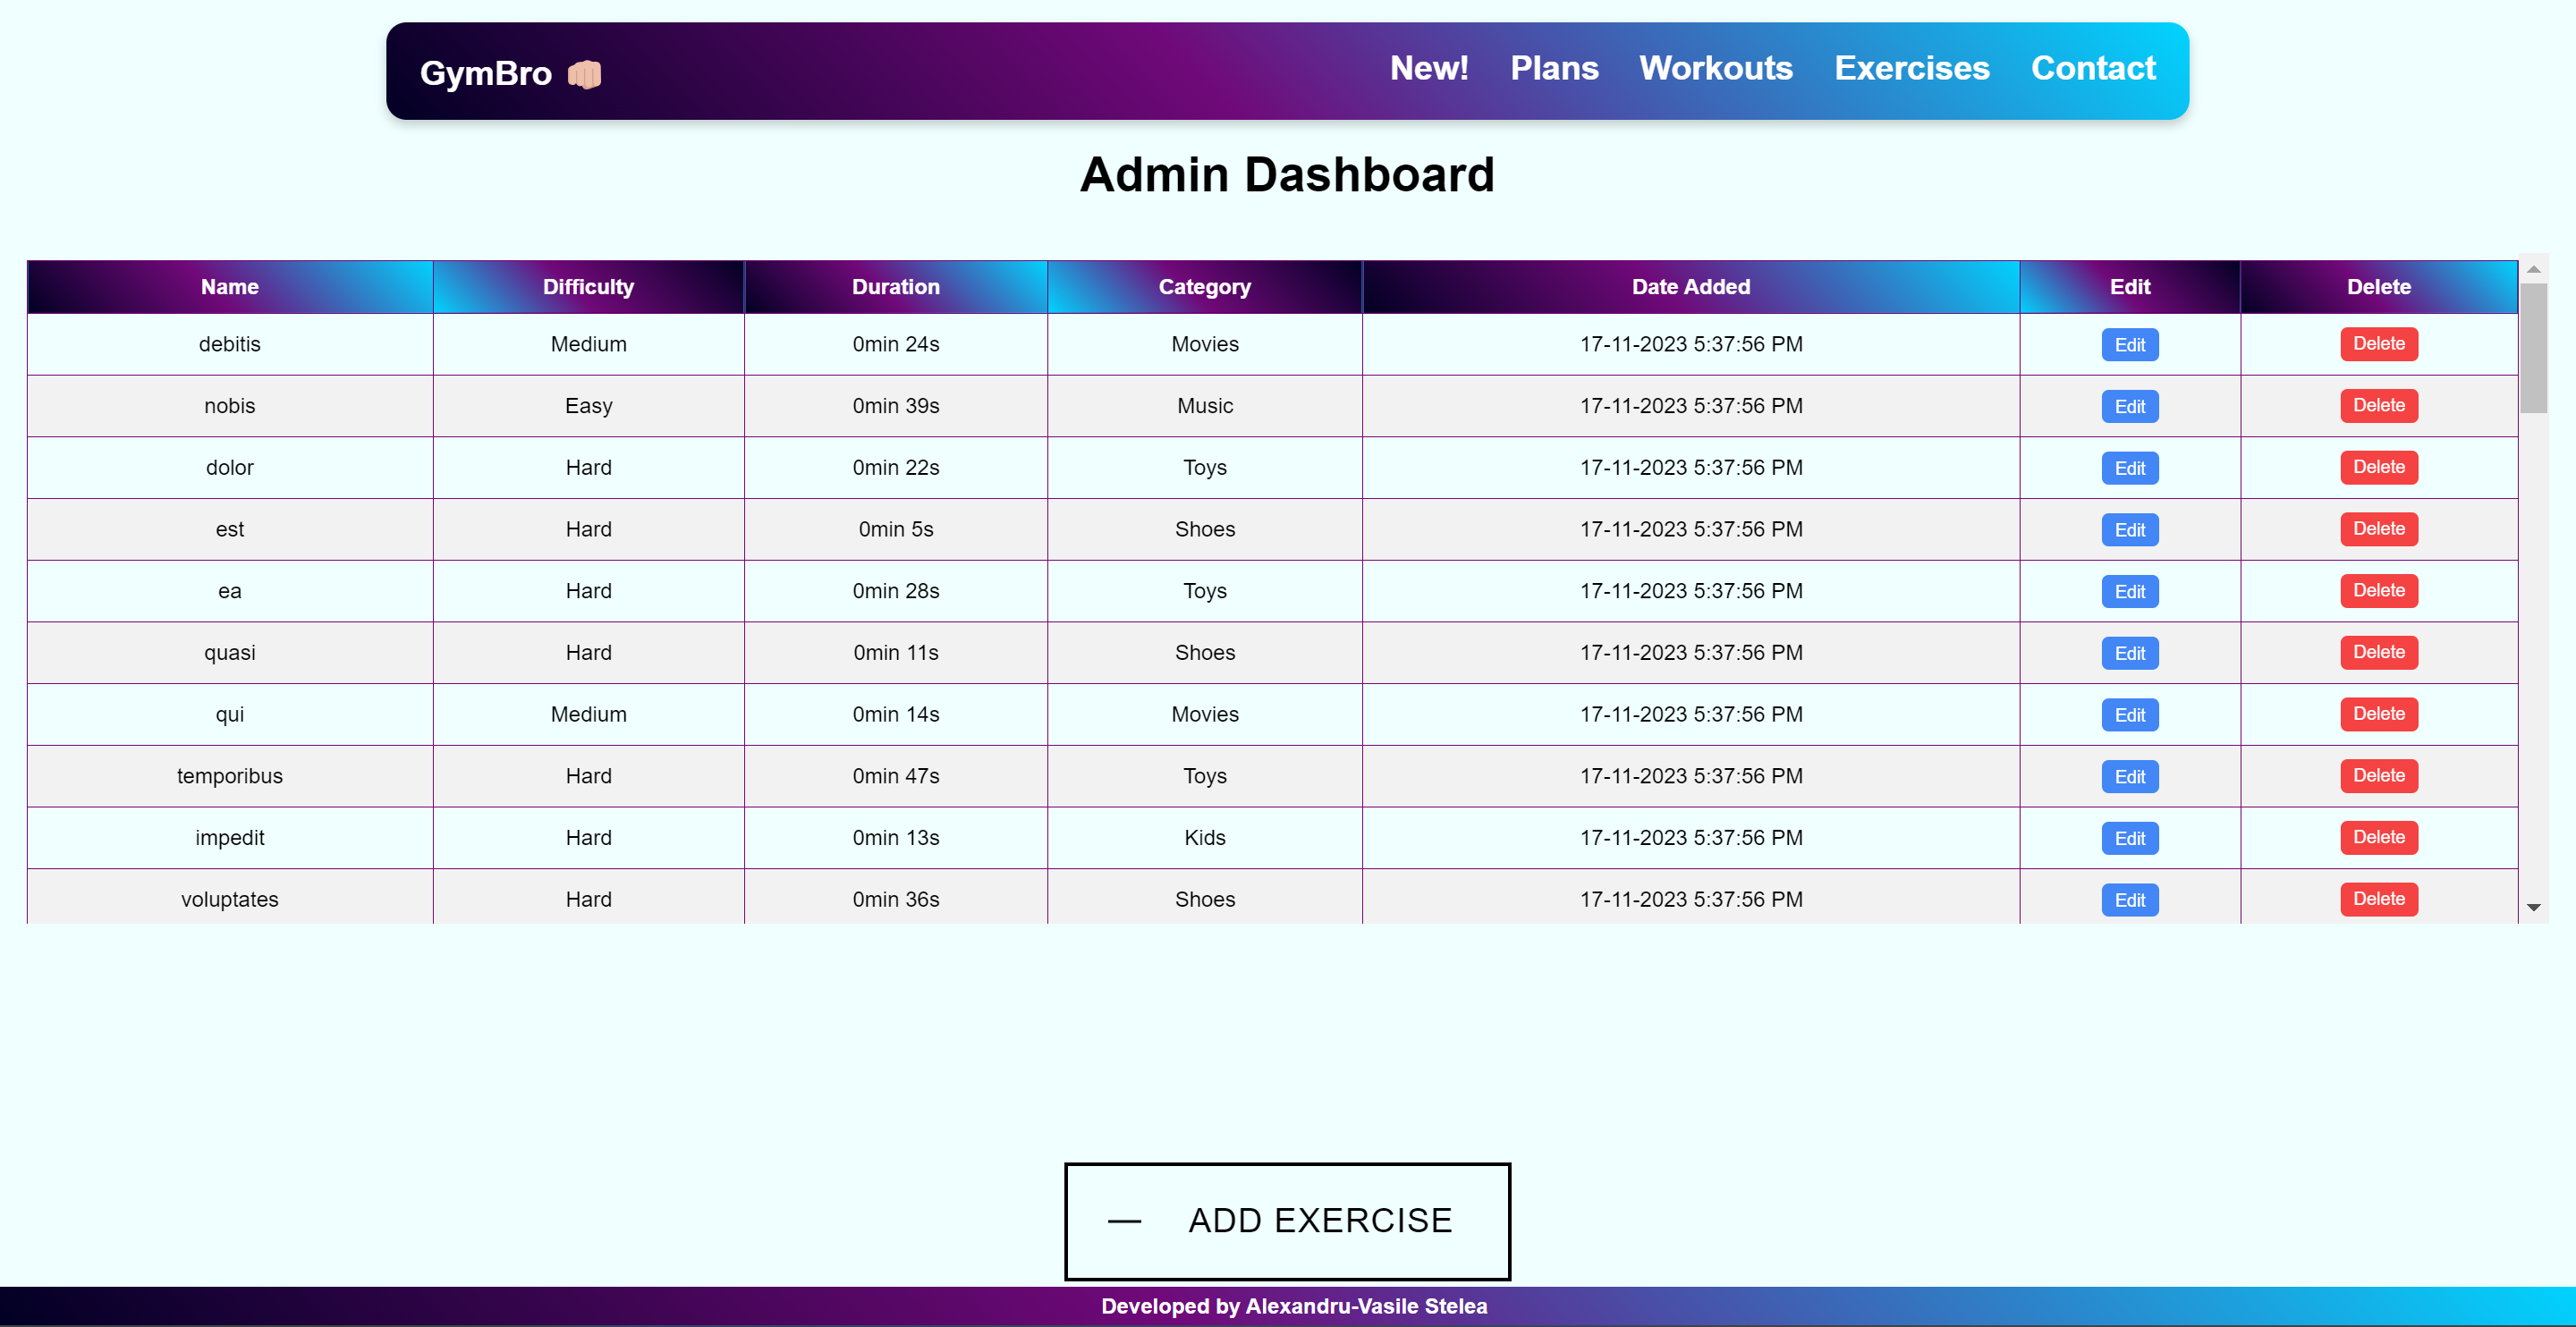 GymBro 👊🏼 New! Plans Workouts Exercises Contact
Admin Dashboard
Name Difficulty Duration Category Date Added Edit Delete
debitis Medium 0min 24s Movies 17-11-2023 5:37:56 PM Edit Delete
nobis Easy 0min 39s Music 17-11-2023 5:37:56 PM Edit Delete
dolor Hard 0min 22s Toys 17-11-2023 5:37:56 PM Edit Delete
est Hard 0min 5s Shoes 17-11-2023 5:37:56 PM Edit Delete
ea Hard 0min 28s Toys 17-11-2023 5:37:56 PM Edit Delete
quasi Hard 0min 11s Shoes 17-11-2023 5:37:56 PM Edit Delete
qui Medium 0min 14s Movies 17-11-2023 5:37:56 PM Edit Delete
temporibus Hard 0min 47s Toys 17-11-2023 5:37:56 PM Edit Delete
impedit Hard 0min 13s Kids 17-11-2023 5:37:56 PM Edit Delete
voluptates Hard 0min 36s Shoes 17-11-2023 5:37:56 PM Edit Delete
— ADD EXERCISE
Developed by Alexandru-Vasile Stelea